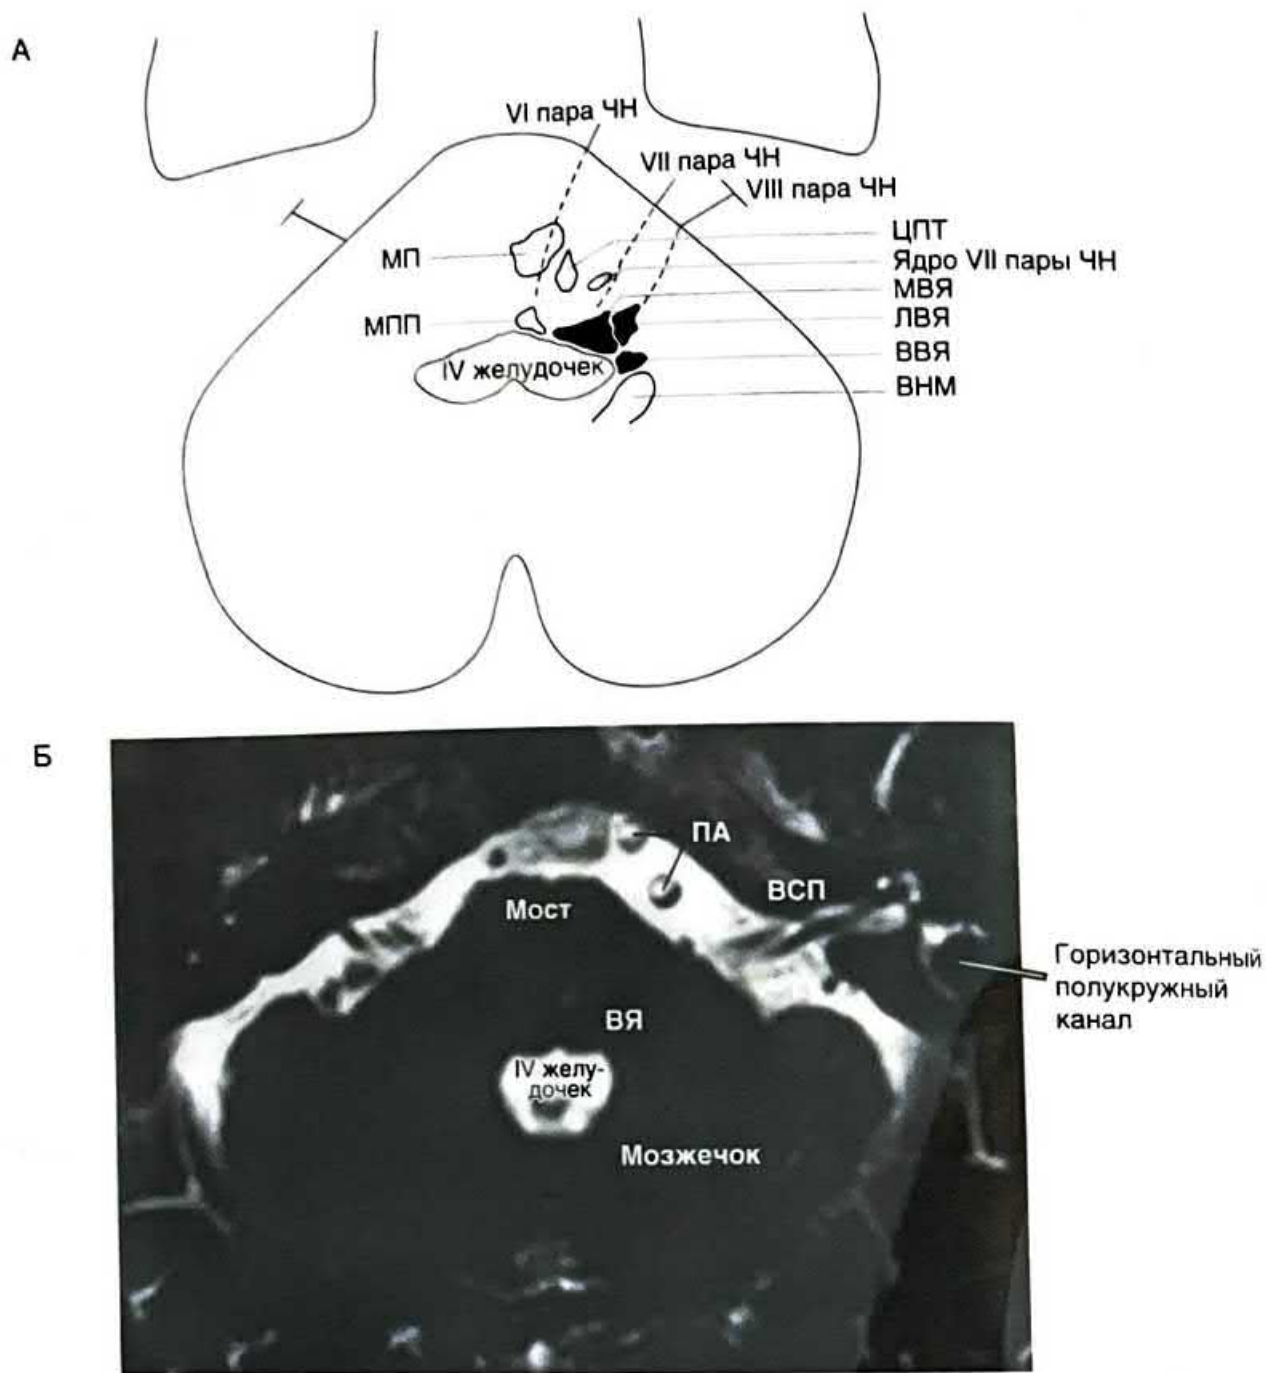 А
VI пара ЧН
VII пара ЧН
VIII пара ЧН
ЦПТ
МП
Ядро VII пары ЧН
МВЯ
МПП
ЛВЯ
ВВЯ
IV желудочек
ВНМ
Б
ПА
ВСП
Мост
Горизонтальный
полукружный
канал
ВЯ
IV желу-
дочек
Мозжечок